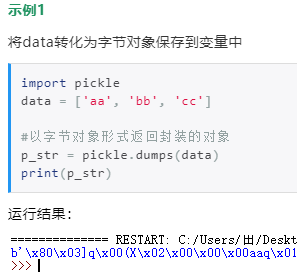 示例1
将data转化为字节对象保存到变量中
import pickle
data = ['aa', 'bb', 'cc']
#以字节对象形式返回封装的对象
p_str = pickle.dumps(data)
print(p_str)
运行结果：
============== RESTART: C:/Users/田/Deskt
b'\x80\x03]q\x00(X\x02\x00\x00\x00aaq\x01
>>>